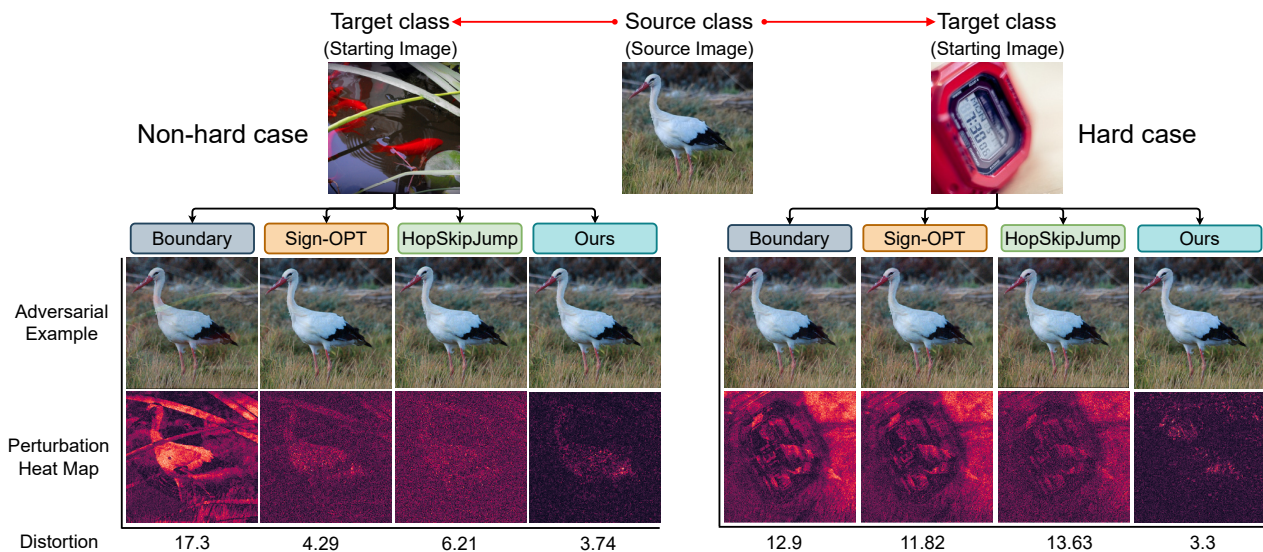 Target class
(Starting Image)
Source class
(Source Image)
Target class
(Starting Image)
Non-hard case
Hard case
Boundary
Sign-OPT
HopSkipJump
Ours
Boundary
Sign-OPT
HopSkipJump
Ours
Adversarial
Example
Perturbation
Heat Map
Distortion
17.3
4.29
6.21
3.74
12.9
11.82
13.63
3.3